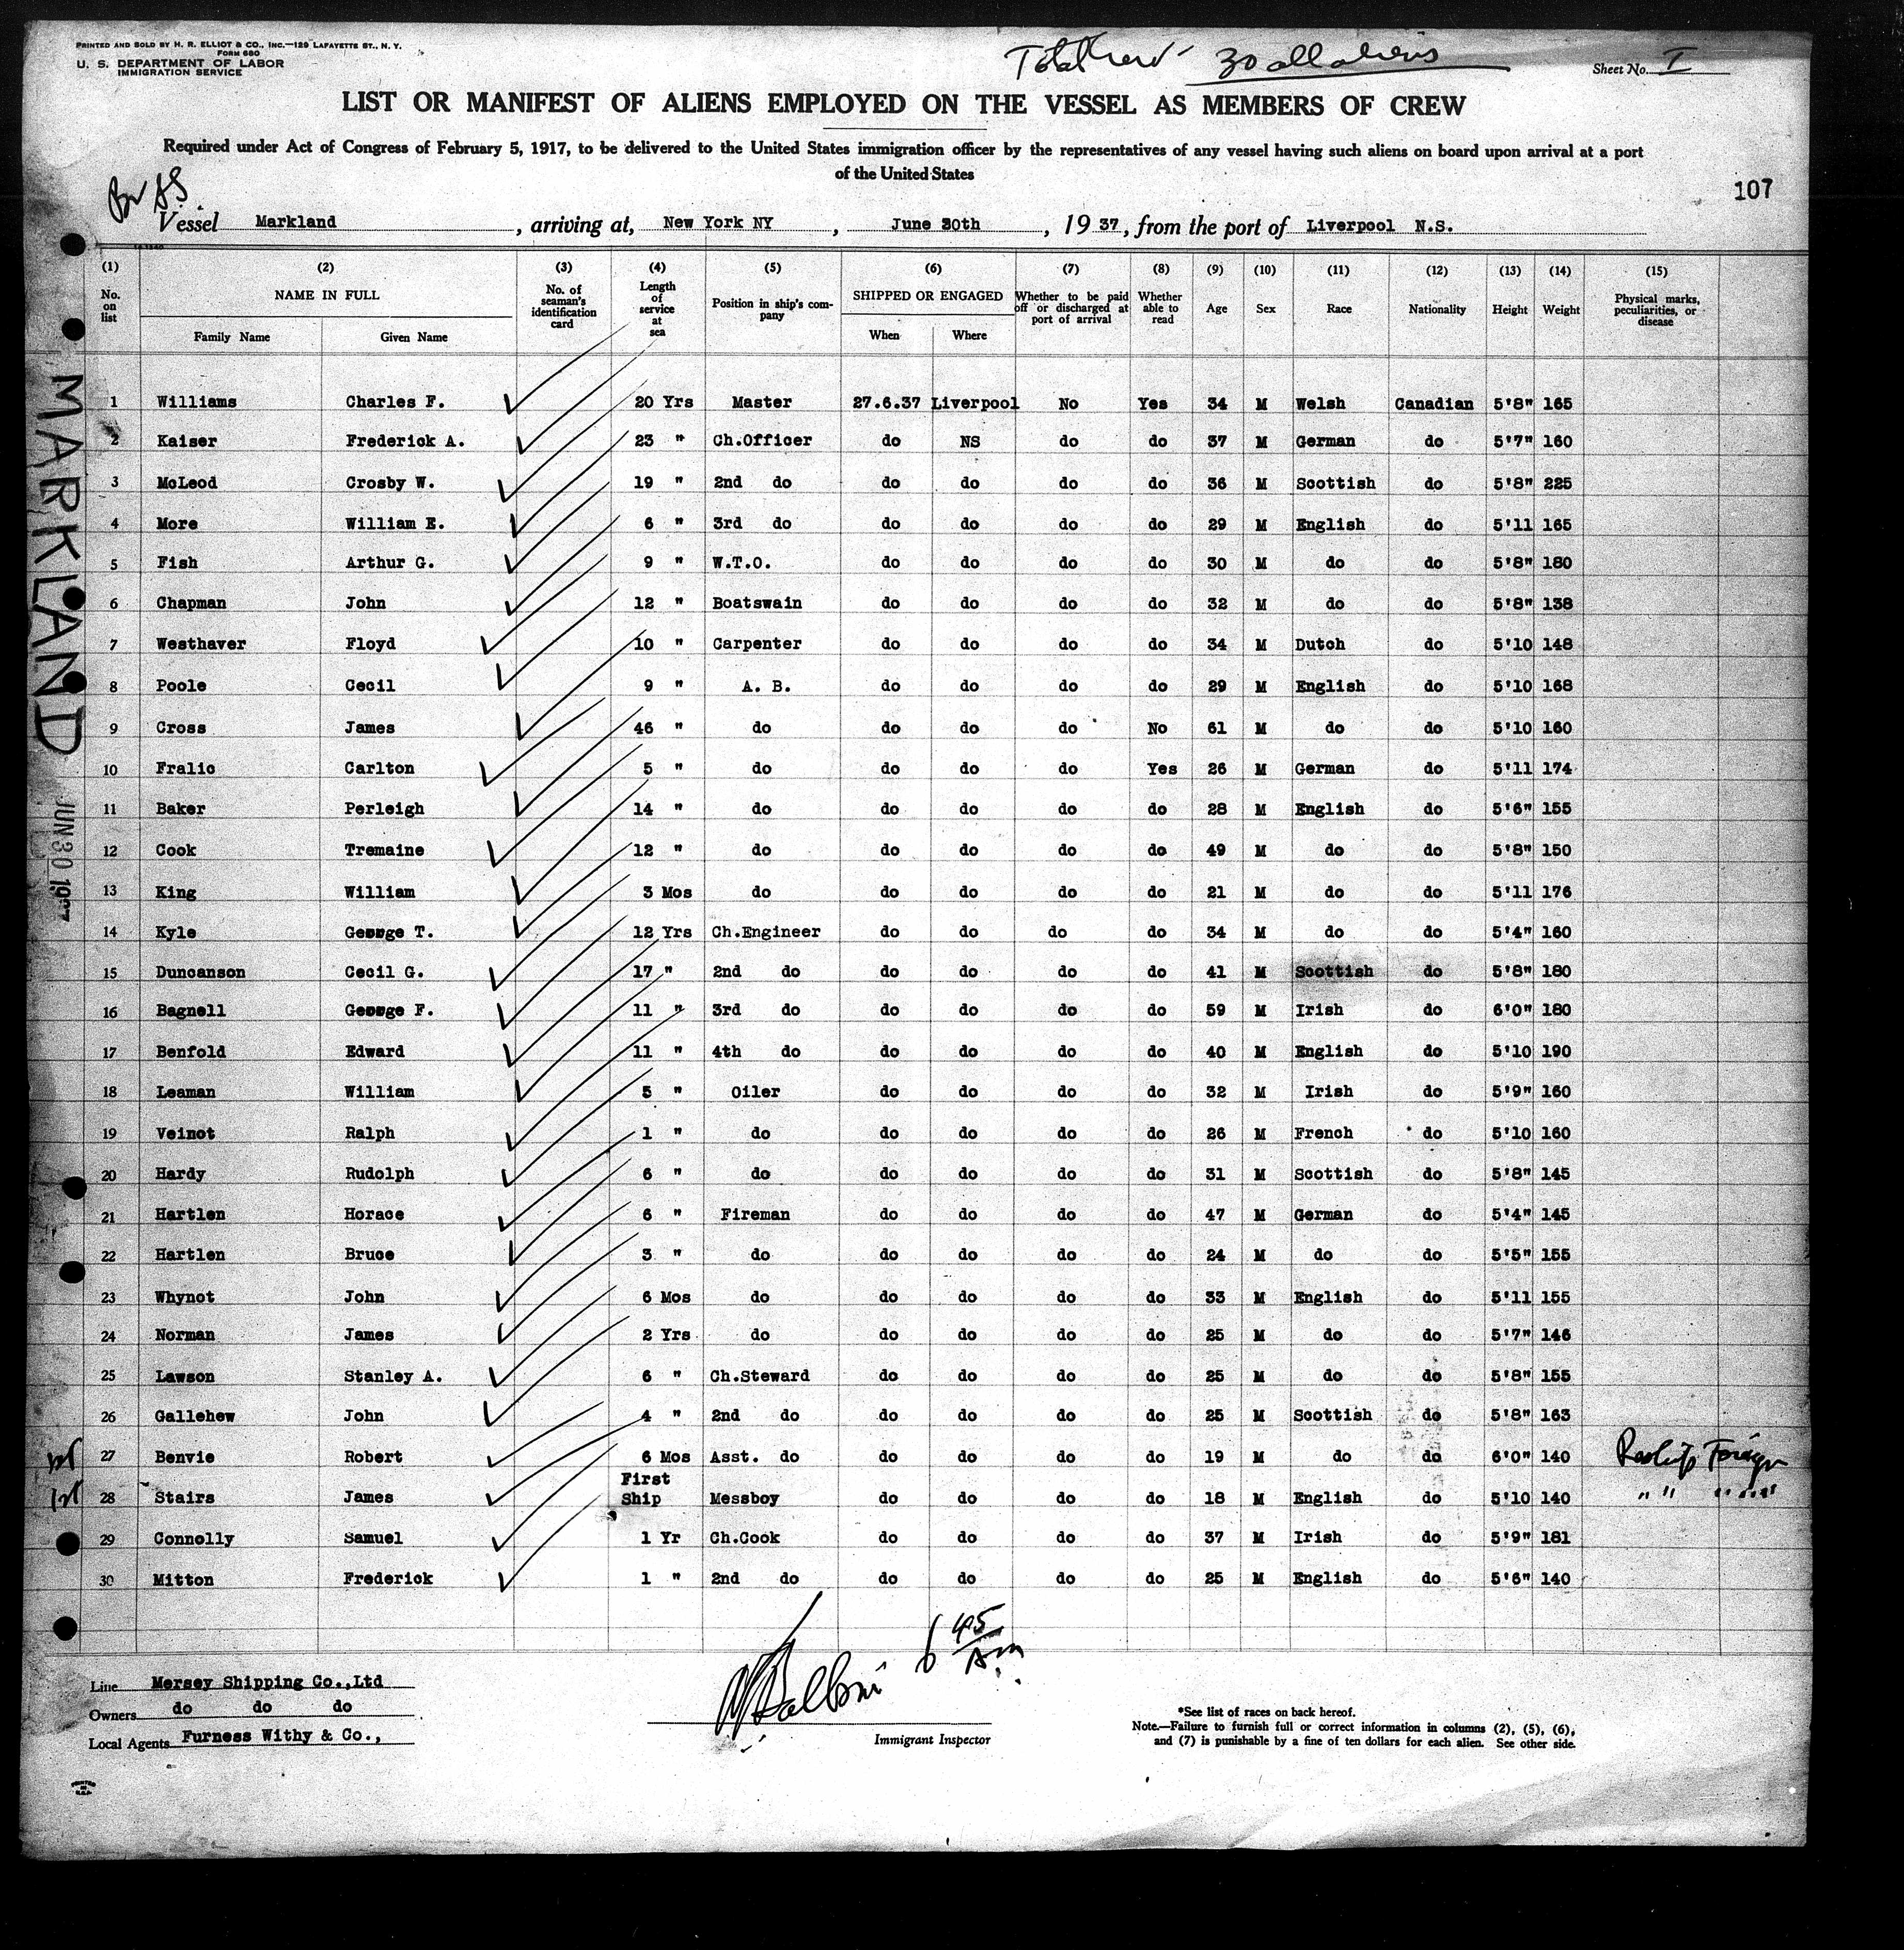 PRINTED AND SOLD BY H. R. ELLIOT & CO., INC.—129 LAFAYETTE ST., N. Y.
FORM 680
U. S. DEPARTMENT OF LABOR
IMMIGRATION SERVICE
Total crew - 30 all aliens
Sheet No. I
LIST OR MANIFEST OF ALIENS EMPLOYED ON THE VESSEL AS MEMBERS OF CREW
Required under Act of Congress of February 5, 1917, to be delivered to the United States immigration officer by the representatives of any vessel having such aliens on board upon arrival at a port
of the United States
107
Br SS.
Vessel Markland, arriving at, New York NY, June 30th, 1937, from the port of Liverpool N.S.
(1) (2) (3) (4) (5) (6) (7) (8) (9) (10) (11) (12) (13) (14) (15)
No. on list NAME IN FULL Family Name Given Name No. of seaman's identification card Length of service at sea Position in ship's company SHIPPED OR ENGAGED When Where Whether to be paid off or discharged at port of arrival Whether able to read Age Sex Race Nationality Height Weight Physical marks, peculiarities, or disease
1 Williams Charles F. 20 Yrs Master 27.6.37 Liverpool No Yes 34 M Welsh Canadian 5'8" 165
2 Kaiser Frederick A. 23 " Ch.Officer do NS do do 37 M German do 5'7" 160
3 McLeod Crosby W. 19 " 2nd do do do do do 36 M Scottish do 5'8" 225
4 More William E. 6 " 3rd do do do do do 29 M English do 5'11 165
5 Fish Arthur G. 9 " W.T.O. do do do do 30 M do do 5'8" 180
6 Chapman John 12 " Boatswain do do do do 32 M do do 5'8" 138
7 Westhaver Floyd 10 " Carpenter do do do do 34 M Dutch do 5'10 148
8 Poole Cecil 9 " A. B. do do do do 29 M English do 5'10 168
9 Cross James 46 " do do do do No 61 M do do 5'10 160
10 Fralic Carlton 5 " do do do do Yes 26 M German do 5'11 174
11 Baker Perleigh 14 " do do do do do 28 M English do 5'6" 155
12 Cook Tremaine 12 " do do do do do 49 M do do 5'8" 150
13 King William 3 Mos do do do do do 21 M do do 5'11 176
14 Kyle George T. 12 Yrs Ch.Engineer do do do do 34 M do do 5'4" 160
15 Duncanson Cecil G. 17 " 2nd do do do do do 41 M Scottish do 5'8" 180
16 Bagnell George F. 11 " 3rd do do do do do 59 M Irish do 6'0" 180
17 Benfold Edward 11 " 4th do do do do do 40 M English do 5'10 190
18 Leaman William 5 " Oiler do do do do 32 M Irish do 5'9" 160
19 Veinot Ralph 1 " do do do do do 26 M French do 5'10 160
20 Hardy Rudolph 6 " do do do do do 31 M Scottish do 5'8" 145
21 Hartlen Horace 6 " Fireman do do do do 47 M German do 5'4" 145
22 Hartlen Bruce 3 " do do do do do 24 M do do 5'5" 155
23 Whynot John 6 Mos do do do do do 33 M English do 5'11 155
24 Norman James 2 Yrs do do do do do 25 M do do 5'7" 146
25 Lawson Stanley A. 6 " Ch.Steward do do do do 25 M do do 5'8" 155
26 Gallehew John 4 " 2nd do do do do do 25 M Scottish do 5'8" 163
27 Benvie Robert 6 Mos Asst. do do do do do 19 M do do 6'0" 140 Foreign
1st 28 Stairs James First Ship Messboy do do do do 18 M English do 5'10 140 " " " "
29 Connolly Samuel 1 Yr Ch.Cook do do do do 37 M Irish do 5'9" 181
30 Mitton Frederick 1 " 2nd do do do do do 25 M English do 5'6" 140
MARKLAND
JUN 30 1937
6 45/AM
Line Mersey Shipping Co.,Ltd
Owners do do do
Local Agents Furness Withy & Co.,
Immigrant Inspector
*See list of races on back hereof.
Note.—Failure to furnish full or correct information in columns (2), (5), (6),
and (7) is punishable by a fine of ten dollars for each alien. See other side.
PRINTED IN U.S.A.